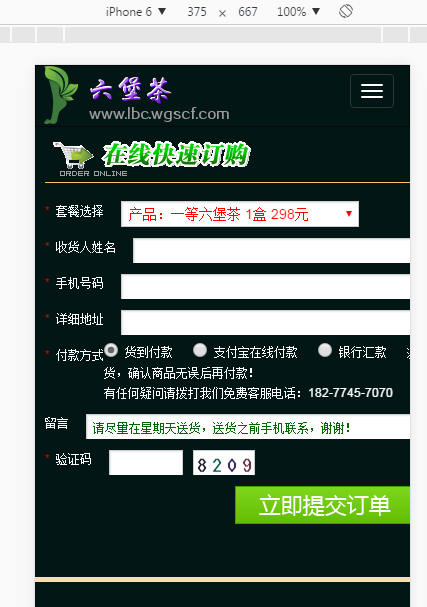 iPhone 6 ▼ 375 × 667 100% ▼
六堡茶
www.lbc.wgscf.com
在线快速订购
ORDER ONLINE
* 套餐选择 产品：一等六堡茶 1盒 298元
* 收货人姓名
* 手机号码
* 详细地址
* 付款方式 货到付款 支付宝在线付款 银行汇款
货，确认商品无误后再付款！
有任何疑问请拨打我们免费客服电话：182-7745-7070
留言 请尽量在星期天送货，送货之前手机联系，谢谢！
* 验证码 8209
立即提交订单